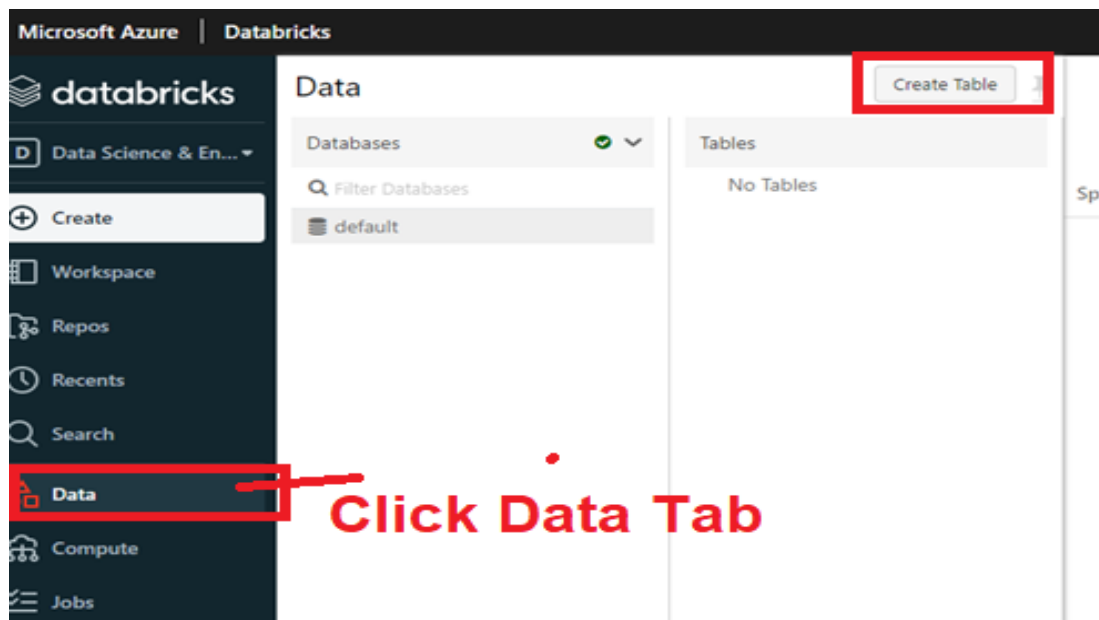 Microsoft Azure | Databricks
databricks
D Data Science & En...
Create
Workspace
Repos
Recents
Search
Data
Compute
Jobs
Data
Create Table
Databases
Filter Databases
default
Tables
No Tables
Sp
Click Data Tab